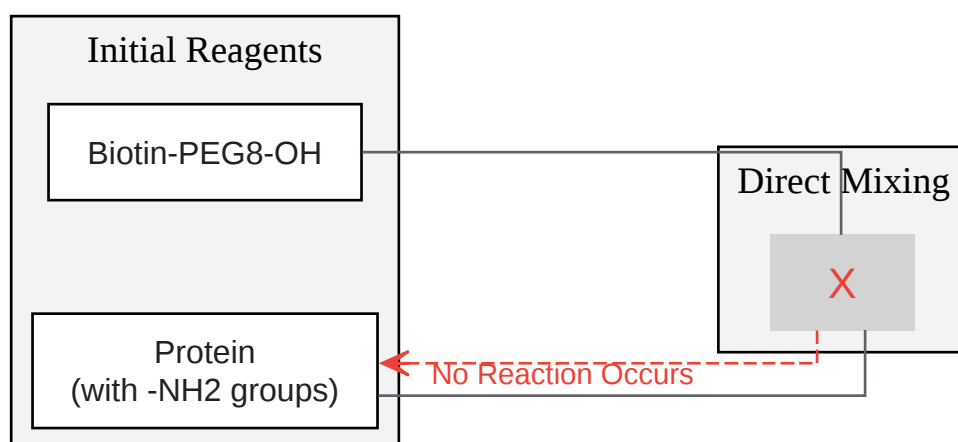 Initial Reagents
Biotin-PEG8-OH
Direct Mixing
X
Protein
(with -NH2 groups)
No Reaction Occurs